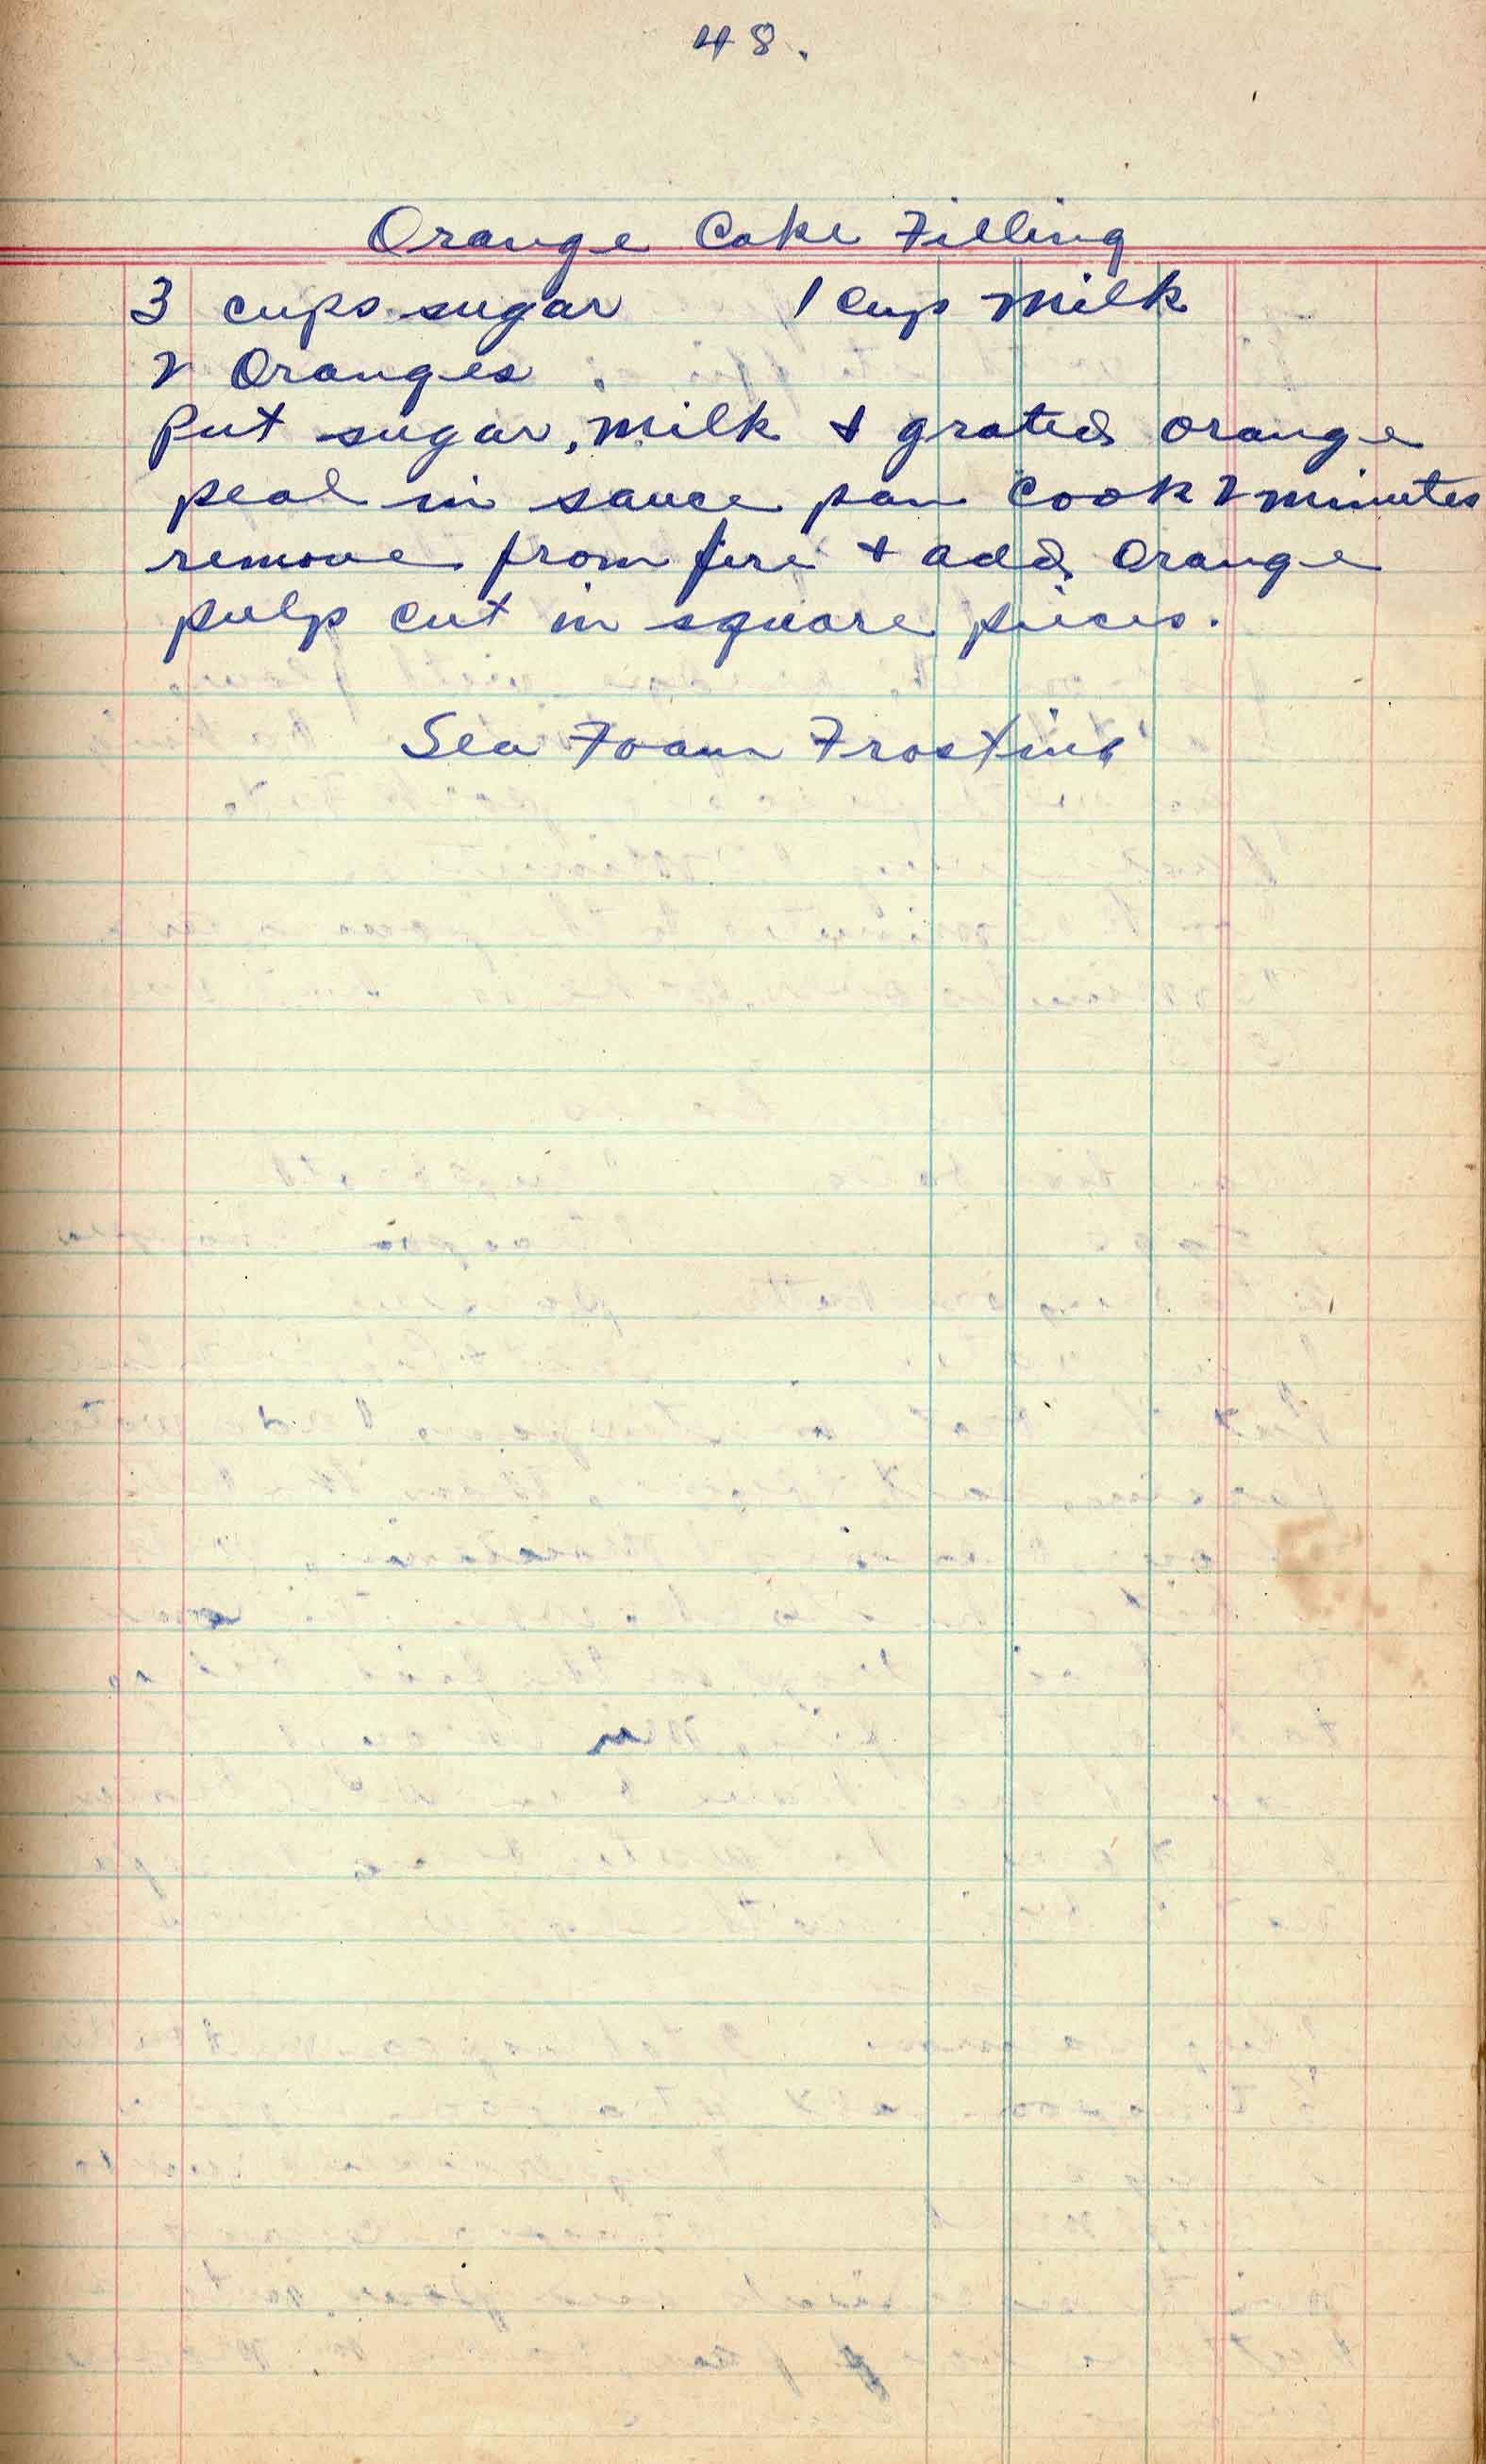 48.
Orange Cake Filling
3 cups sugar 1 cup milk
2 Oranges
Put sugar, milk & grated orange
peal in sauce pan cook 2 minutes
remove from fire & add orange
pulp cut in square pieces.
Sea Foam Frosting